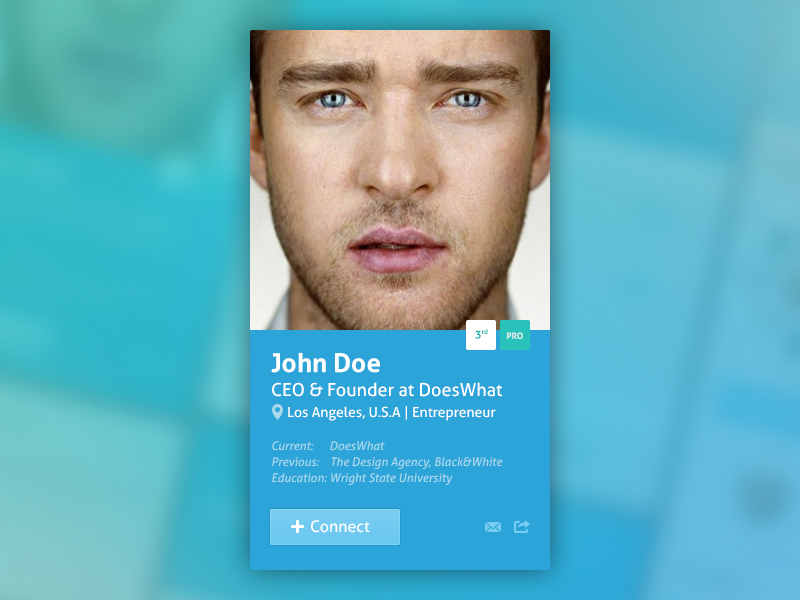 3rd PRO
John Doe
CEO & Founder at DoesWhat
Los Angeles, U.S.A | Entrepreneur
Current: DoesWhat
Previous: The Design Agency, Black&White
Education: Wright State University
+ Connect